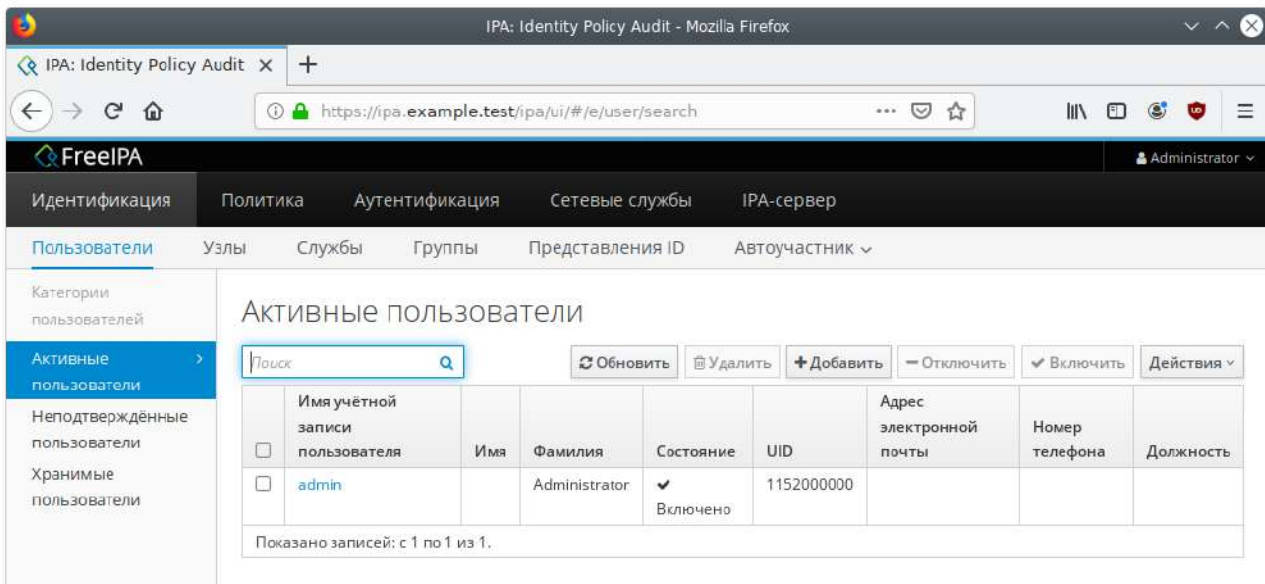 IPA: Identity Policy Audit - Mozilla Firefox
IPA: Identity Policy Audit
https://ipa.example.test/ipa/ui/#/e/user/search
FreeIPA
Administrator
Идентификация Политика Аутентификация Сетевые службы IPA-сервер
Пользователи Узлы Службы Группы Представления ID Автоучастник
Категории
пользователей
Активные
пользователи
Неподтверждённые
пользователи
Хранимые
пользователи
Активные пользователи
Поиск
Обновить Удалить Добавить Отключить Включить Действия
Имя учётной
записи
пользователя
Имя
Фамилия
Состояние
UID
Адрес
электронной
почты
Номер
телефона
Должность
admin
Administrator
Включено
1152000000
Показано записей: с 1 по 1 из 1.